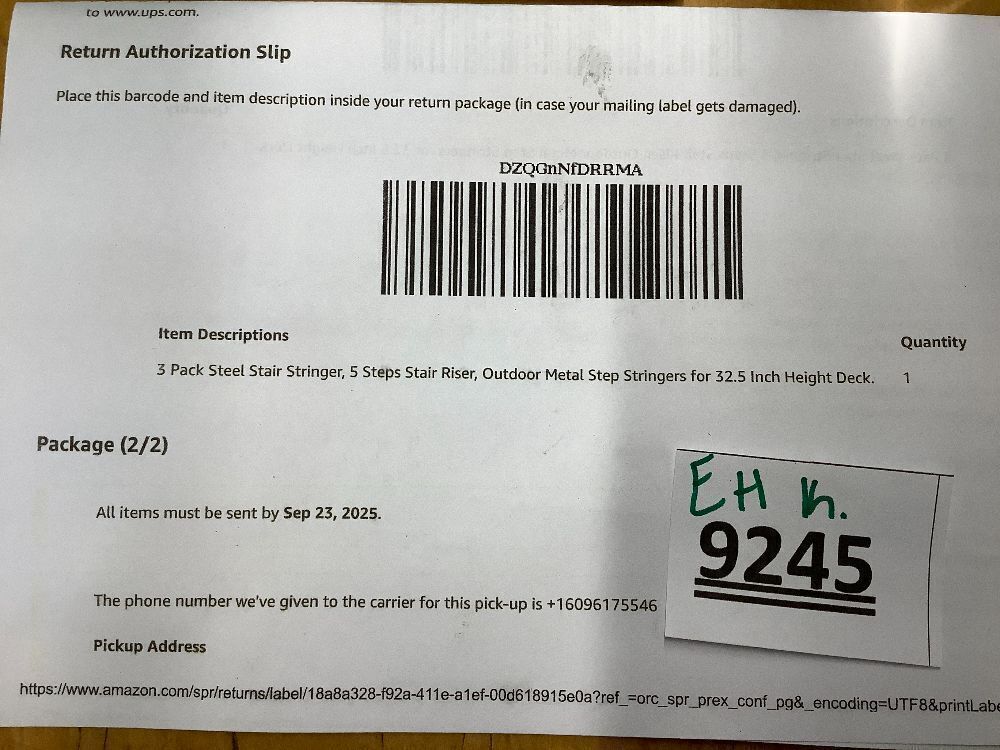 to www.ups.com.
Return Authorization Slip
Place this barcode and item description inside your return package (in case your mailing label gets damaged).
DZQGnNfDRRMA
Item Descriptions
Quantity
3 Pack Steel Stair Stringer, 5 Steps Stair Riser, Outdoor Metal Step Stringers for 32.5 Inch Height Deck.
1
Package (2/2)
EH
9245
All items must be sent by Sep 23, 2025.
The phone number we've given to the carrier for this pick-up is +16096175546
Pickup Address
https://www.amazon.com/spr/returns/label/18a8a328-f92a-411e-a1ef-00d618915e0a?ref_=orc_spr_prex_conf_pg&_encoding=UTF8&printLabe